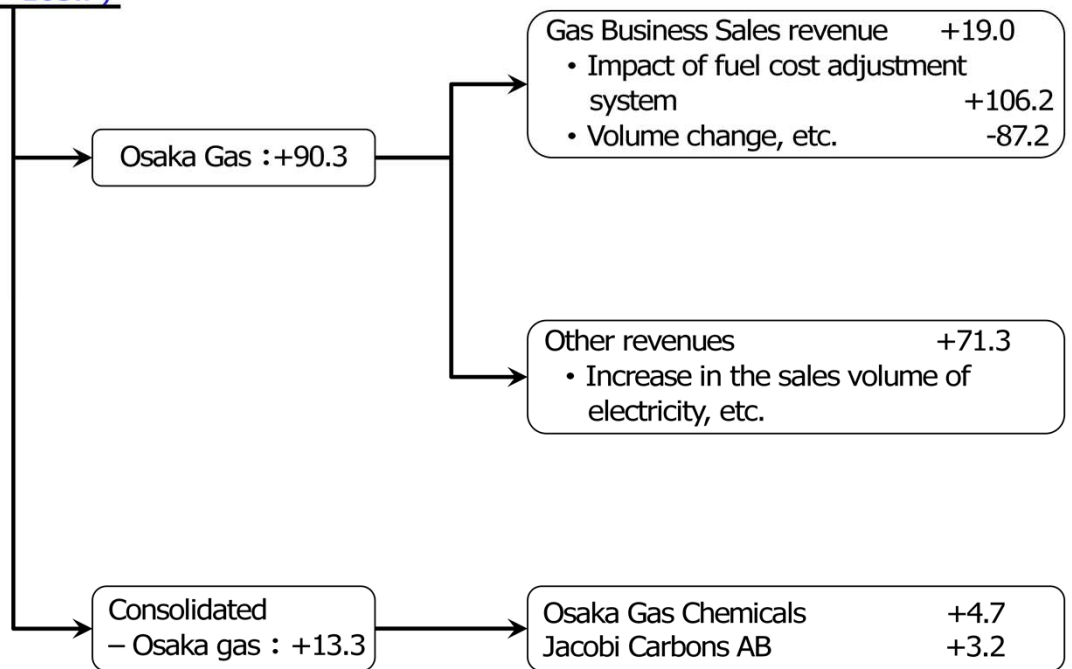 Gas Business Sales revenue +19.0
・Impact of fuel cost adjustment
system +106.2
・Volume change, etc. -87.2
Osaka Gas：+90.3
Other revenues +71.3
・Increase in the sales volume of
electricity, etc.
Consolidated
– Osaka gas： +13.3
Osaka Gas Chemicals +4.7
Jacobi Carbons AB +3.2